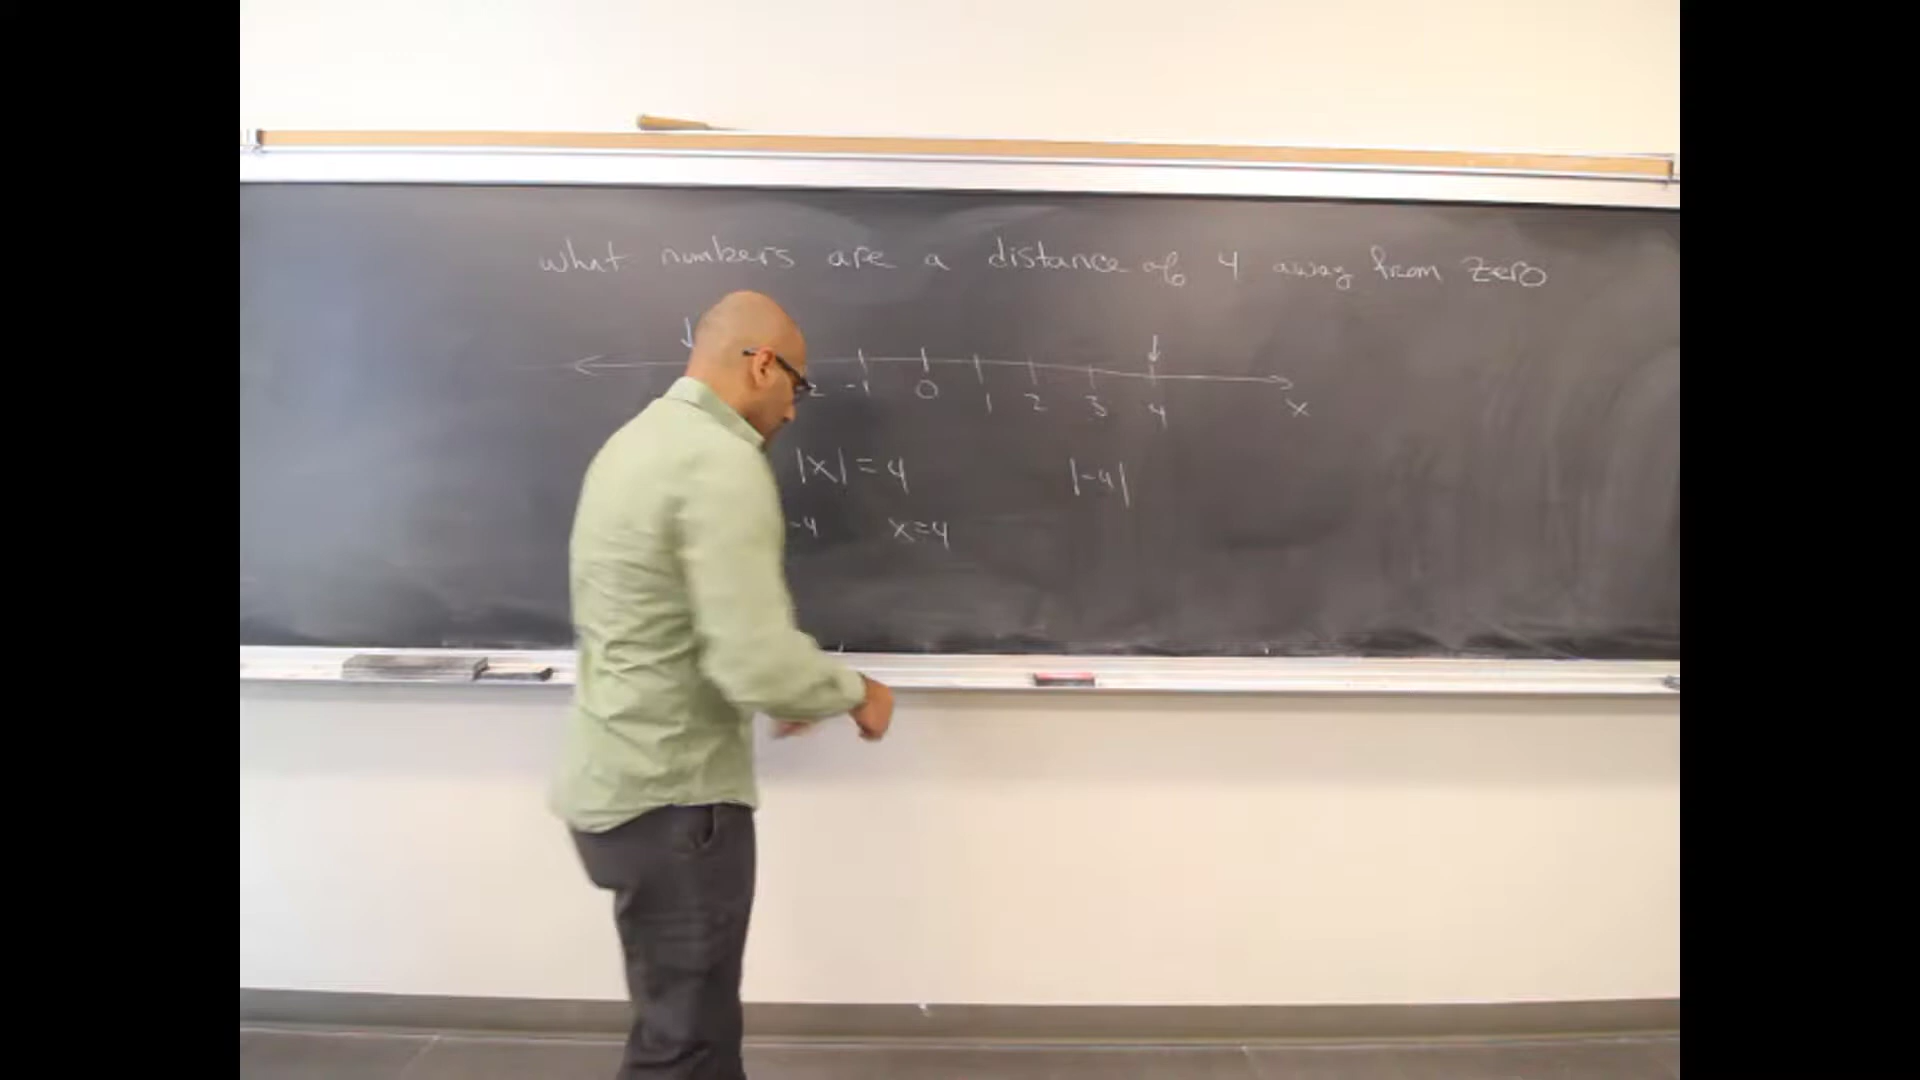 what numbers are a distance of 4 away from zero
2 -1 0 1 2 3 4 x
|x| = 4 |-4|
-4 x=4